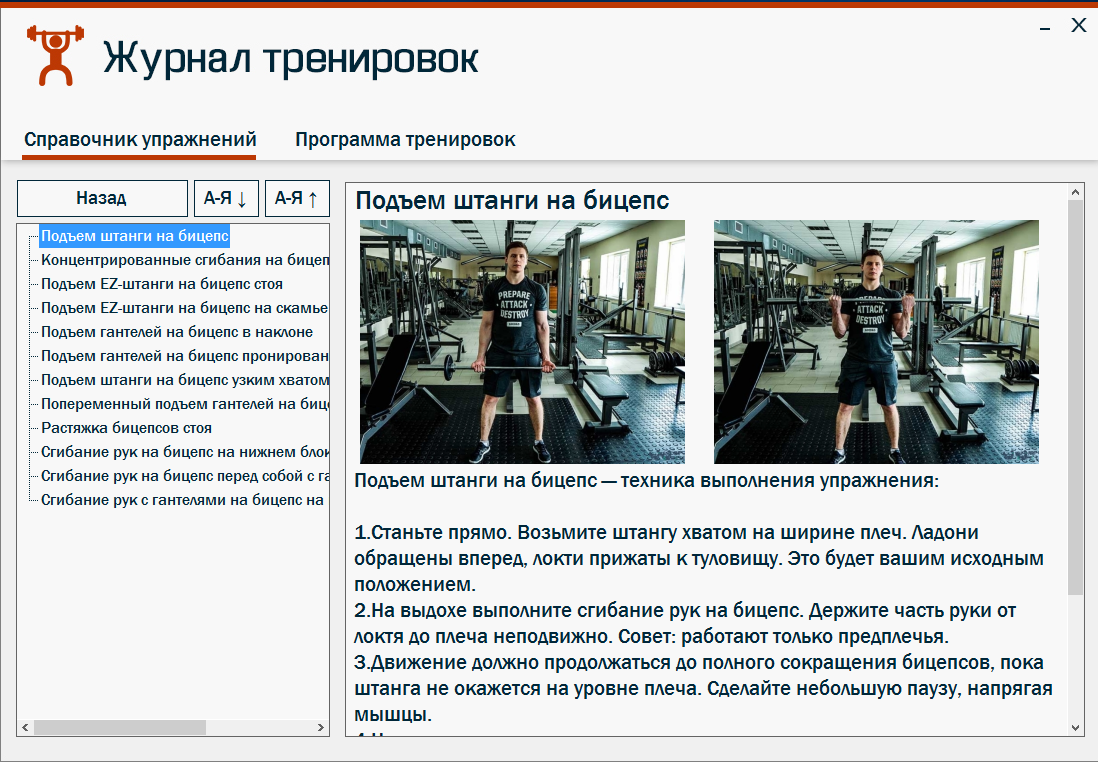 Журнал тренировок
Справочник упражнений
Программа тренировок
Назад
А-Я ↓
А-Я ↑
Подъем штанги на бицепс
Концентрированные сгибания на бицеп
Подъем EZ-штанги на бицепс стоя
Подъем EZ-штанги на бицепс на скамье
Подъем гантелей на бицепс в наклоне
Подъем гантелей на бицепс пронирован
Подъем штанги на бицепс узким хватом
Попеременный подъем гантелей на биц
Растяжка бицепсов стоя
Сгибание рук на бицепс на нижнем блок
Сгибание рук на бицепс перед собой с га
Сгибание рук с гантелями на бицепс на
Подъем штанги на бицепс
PREPARE
ATTACK
DESTROY
PREPARE
ATTACK
DESTROY
Подъем штанги на бицепс — техника выполнения упражнения:
1.Станьте прямо. Возьмите штангу хватом на ширине плеч. Ладони
обращены вперед, локти прижаты к туловищу. Это будет вашим исходным
положением.
2.На выдохе выполните сгибание рук на бицепс. Держите часть руки от
локтя до плеча неподвижно. Совет: работают только предплечья.
3.Движение должно продолжаться до полного сокращения бицепсов, пока
штанга не окажется на уровне плеча. Сделайте небольшую паузу, напрягая
мышцы.